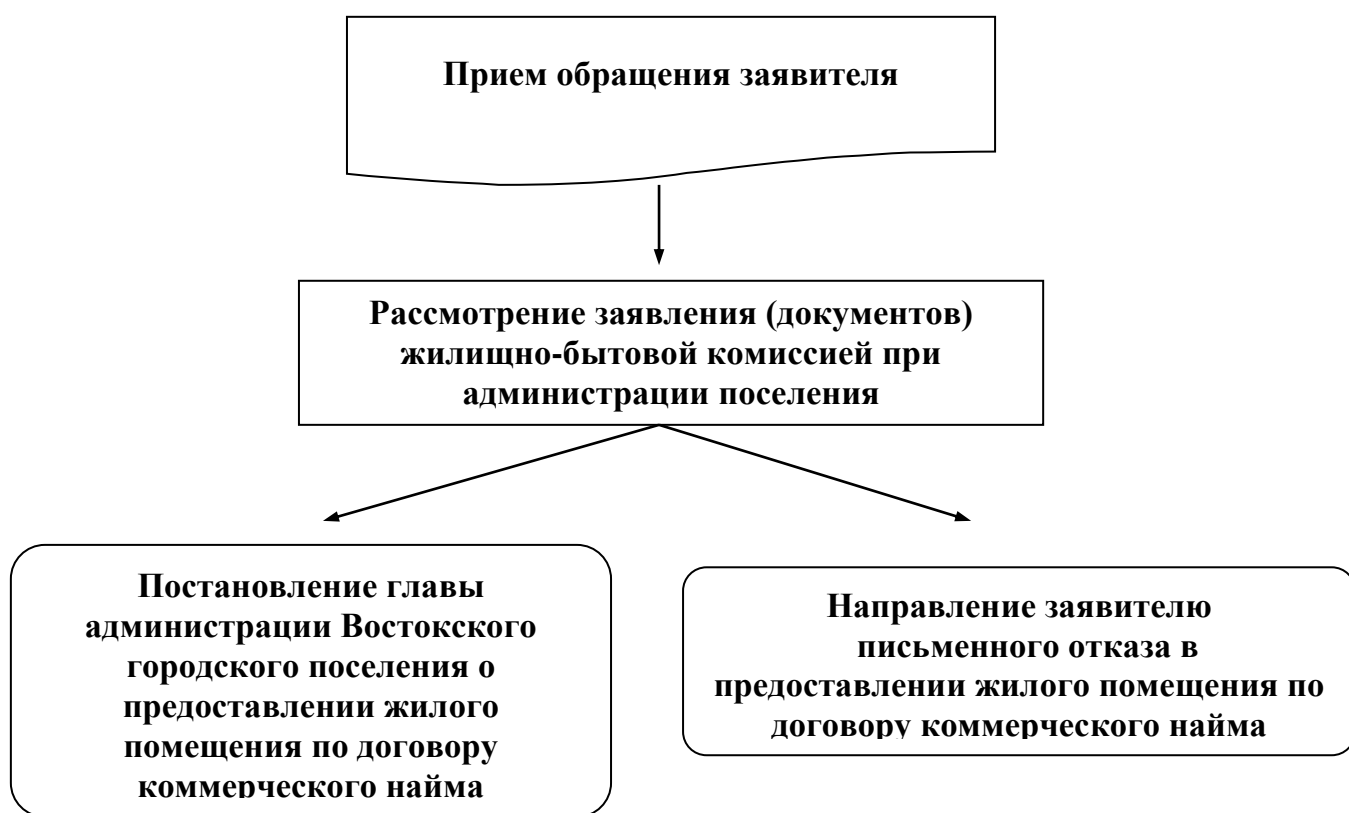 Прием обращения заявителя
Рассмотрение заявления (документов)
жилищно-бытовой комиссией при
администрации поселения
Постановление главы
администрации Востокского
городского поселения о
предоставлении жилого
помещения по договору
коммерческого найма
Направление заявителю
письменного отказа в
предоставлении жилого помещения по
договору коммерческого найма